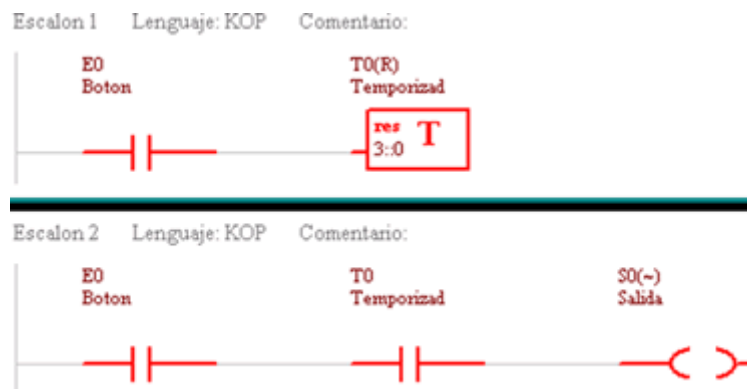 Escalon 1 Lenguaje: KOP Comentario:
E0 T0(R)
Boton Temporizad
res T
3::0
Escalon 2 Lenguaje: KOP Comentario:
E0 T0 S0(~)
Boton Temporizad Salida